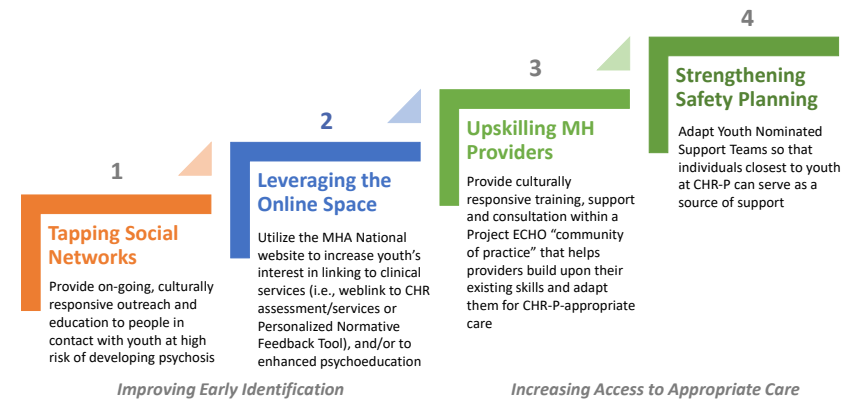 1
Tapping Social
Networks
Provide on-going, culturally
responsive outreach and
education to people in
contact with youth at high
risk of developing psychosis
2
Leveraging the
Online Space
Utilize the MHA National
website to increase youth’s
interest in linking to clinical
services (i.e., weblink to CHR
assessment/services or
Personalized Normative
Feedback Tool), and/or to
enhanced psychoeducation
3
Upskilling MH
Providers
Provide culturally
responsive training, support
and consultation within a
Project ECHO “community
of practice” that helps
providers build upon their
existing skills and adapt
them for CHR-P-appropriate
care
4
Strengthening
Safety Planning
Adapt Youth Nominated
Support Teams so that
individuals closest to youth
at CHR-P can serve as a
source of support
Improving Early Identification
Increasing Access to Appropriate Care